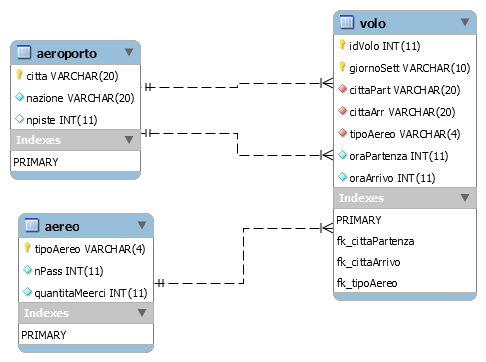 aeroporto
citta VARCHAR(20)
nazione VARCHAR(20)
npiste INT(11)
Indexes
PRIMARY
volo
idVolo INT(11)
giornoSett VARCHAR(10)
cittaPart VARCHAR(20)
cittaArr VARCHAR(20)
tipoAereo VARCHAR(4)
oraPartenza INT(11)
oraArrivo INT(11)
Indexes
PRIMARY
fk_cittaPartenza
fk_cittaArrivo
fk_tipoAereo
aereo
tipoAereo VARCHAR(4)
nPass INT(11)
quantitaMeerci INT(11)
Indexes
PRIMARY